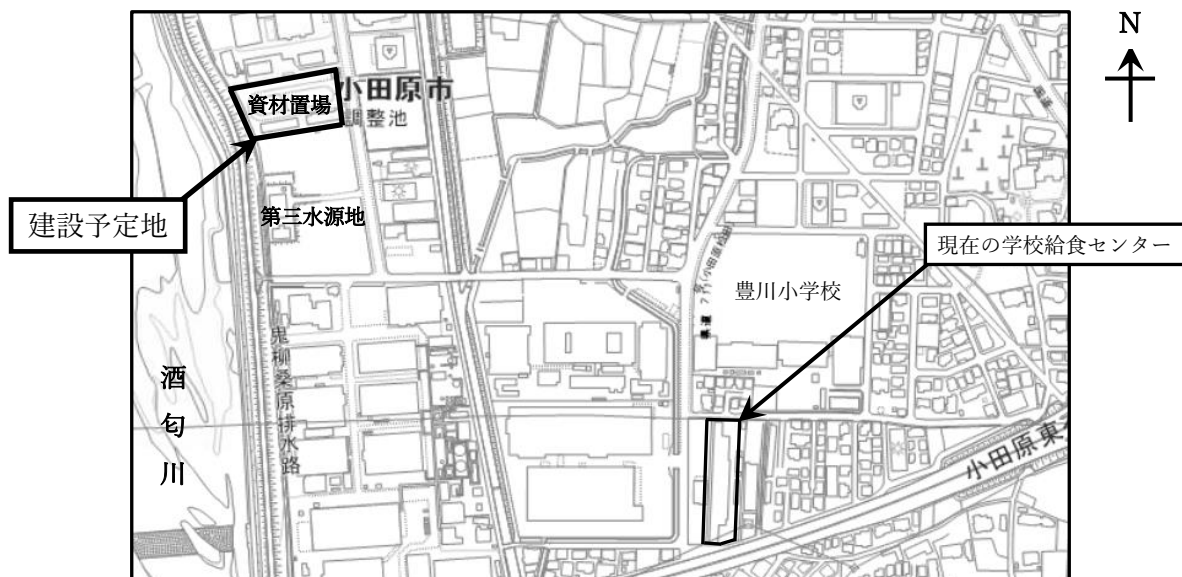 N
小田原市
資材置場
調整池
国道
第三水源地
建設予定地
現在の学校給食センター
豊川小学校
鬼柳桑原排水路
酒匂川
小田原東